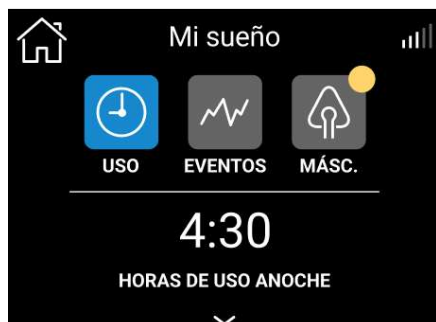 Mi sueño
USO EVENTOS MÁSC.
4:30
HORAS DE USO ANOCHE